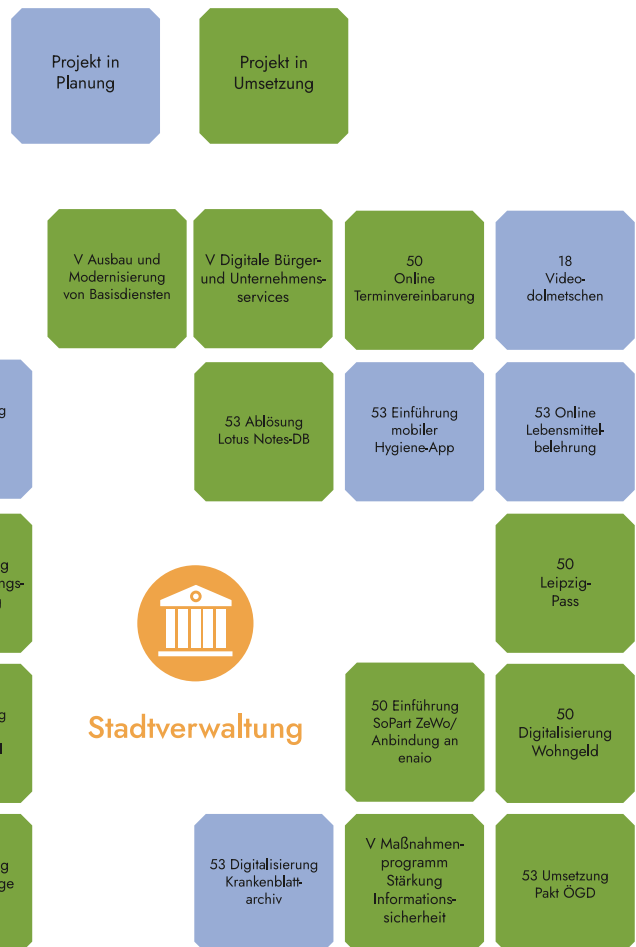 Projekt in
Planung
Projekt in
Umsetzung
V Ausbau und
Modernisierung
von Basisdiensten
V Digitale Bürger-
und Unternehmens-
services
50
Online
Terminvereinbarung
18
Video-
dolmetschen
53 Ablösung
Lotus Notes-DB
53 Einführung
mobiler
Hygiene-App
53 Online
Lebensmittel-
belehrung
50
Leipzig-
Pass
Stadtverwaltung
50 Einführung
SoPart ZeWo/
Anbindung an
enaio
50
Digitalisierung
Wohngeld
53 Digitalisierung
Krankenblatt-
archiv
V Maßnahmen-
programm
Stärkung
Informations-
sicherheit
53 Umsetzung
Pakt ÖGD